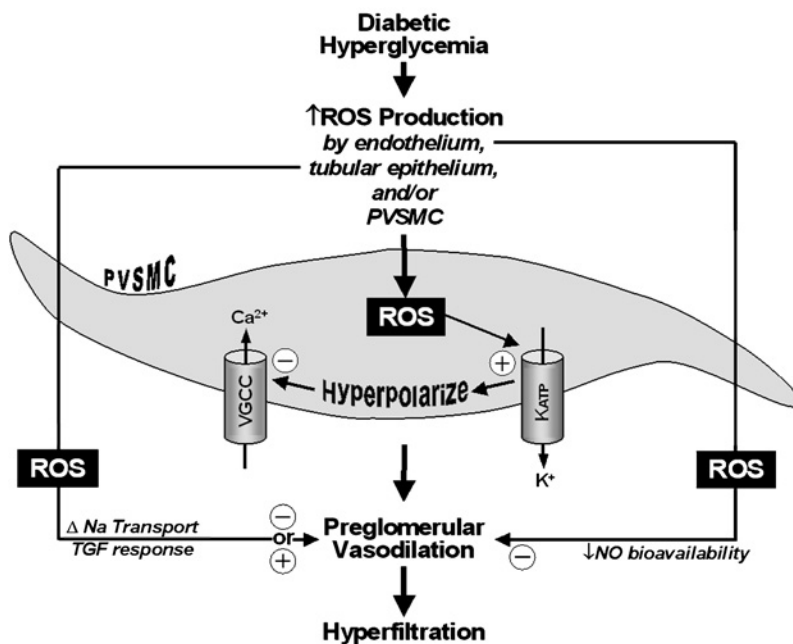 Diabetic
Hyperglycemia
↑ROS Production
by endothelium,
tubular epithelium,
and/or
PVSMC
PVSMC
ROS
Ca²⁺
−
+
VGCC
Hyperpolarize
KATP
K⁺
ROS
ROS
Δ Na Transport
TGF response
−
or
+
Preglomerular
Vasodilation
−
↓NO bioavailability
Hyperfiltration